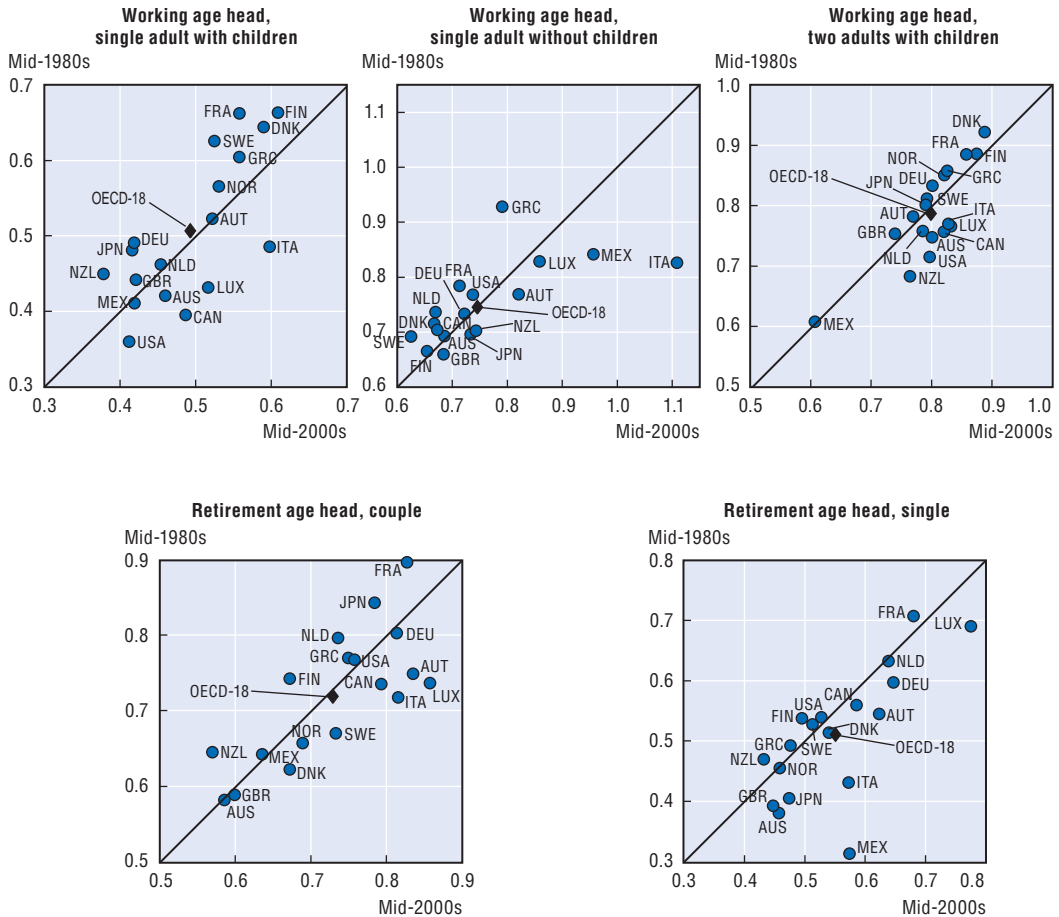 Working age head,
single adult with children
Mid-1980s
0.7
0.6
0.5
0.4
0.3
0.3
0.4
0.5
0.6
0.7
Mid-2000s
FRA
FIN
DNK
SWE
GRC
NOR
OECD-18
AUT
DEU
JPN
ITA
NLD
NZL
GBR
LUX
MEX
AUS
CAN
USA
Working age head,
single adult without children
Mid-1980s
1.1
1.0
0.9
0.8
0.7
0.6
0.6
0.7
0.8
0.9
1.0
1.1
Mid-2000s
GRC
MEX
LUX
ITA
DEU
FRA
USA
AUT
NLD
OECD-18
DNK
CAN
NZL
SWE
AUS
JPN
FIN
GBR
Working age head,
two adults with children
Mid-1980s
1.0
0.9
0.8
0.7
0.6
0.5
0.5
0.6
0.7
0.8
0.9
1.0
Mid-2000s
DNK
FRA
FIN
NOR
GRC
OECD-18
DEU
JPN
SWE
ITA
AUT
LUX
GBR
CAN
AUS
NLD
USA
NZL
MEX
Retirement age head, couple
Mid-1980s
0.9
0.8
0.7
0.6
0.5
0.5
0.6
0.7
0.8
0.9
Mid-2000s
FRA
JPN
NLD
DEU
GRC
USA
AUT
FIN
CAN
OECD-18
LUX
ITA
NOR
SWE
NZL
MEX
DNK
GBR
AUS
Retirement age head, single
Mid-1980s
0.8
0.7
0.6
0.5
0.4
0.3
0.3
0.4
0.5
0.6
0.7
0.8
Mid-2000s
FRA
LUX
NLD
DEU
CAN
USA
FIN
AUT
DNK
GRC
SWE
OECD-18
NZL
NOR
ITA
GBR
JPN
AUS
MEX